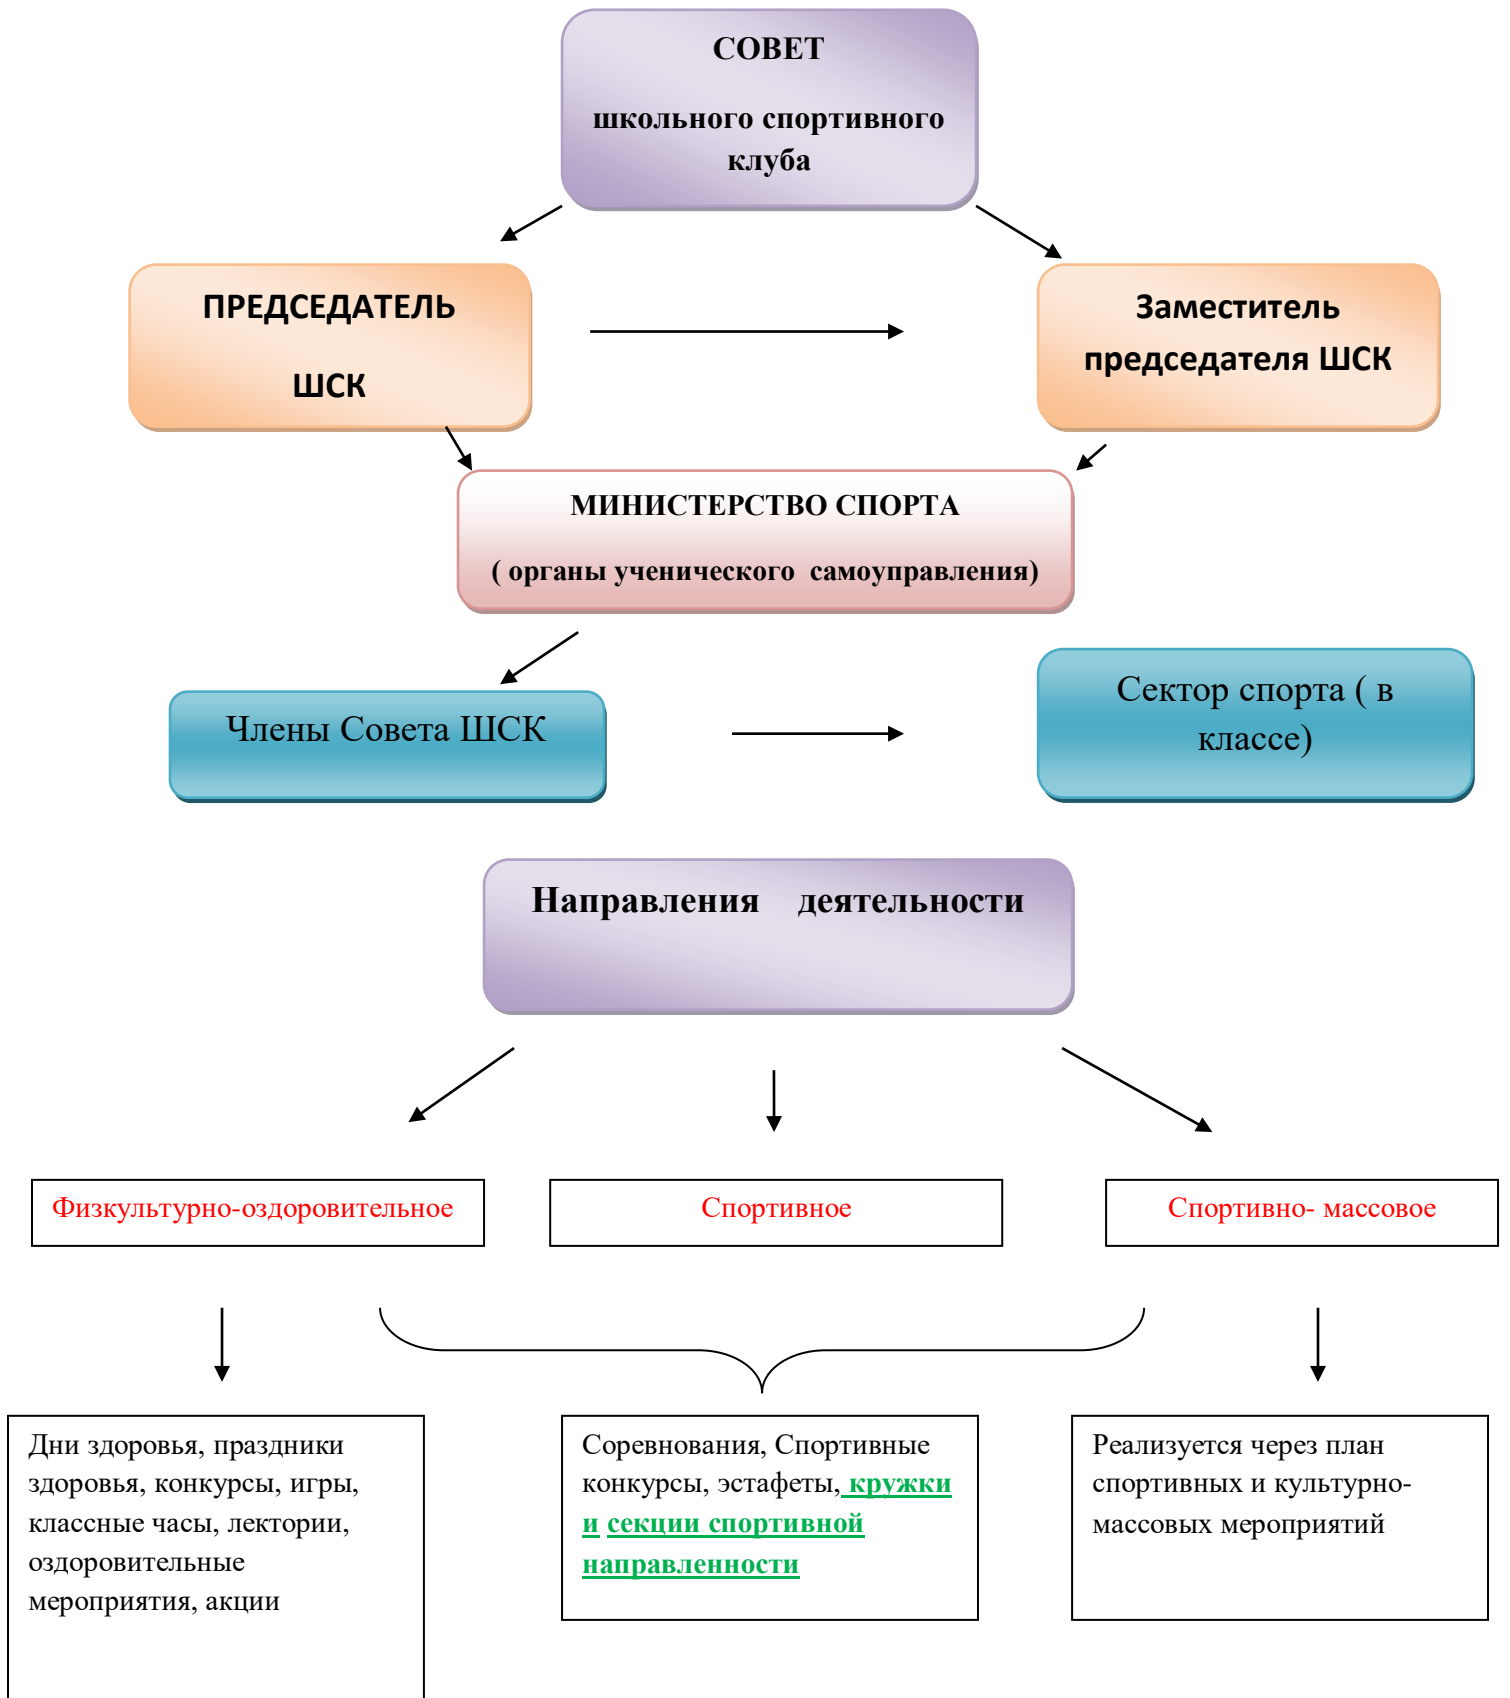 СОВЕТ
школьного спортивного
клуба
ПРЕДСЕДАТЕЛЬ
ШСК
Заместитель
председателя ШСК
МИНИСТЕРСТВО СПОРТА
( органы ученического самоуправления)
Члены Совета ШСК
Сектор спорта ( в
классе)
Направления деятельности
Физкультурно-оздоровительное
Спортивное
Спортивно- массовое
Дни здоровья, праздники
здоровья, конкурсы, игры,
классные часы, лектории,
оздоровительные
мероприятия, акции
Соревнования, Спортивные
конкурсы, эстафеты, кружки
и секции спортивной
направленности
Реализуется через план
спортивных и культурно-
массовых мероприятий